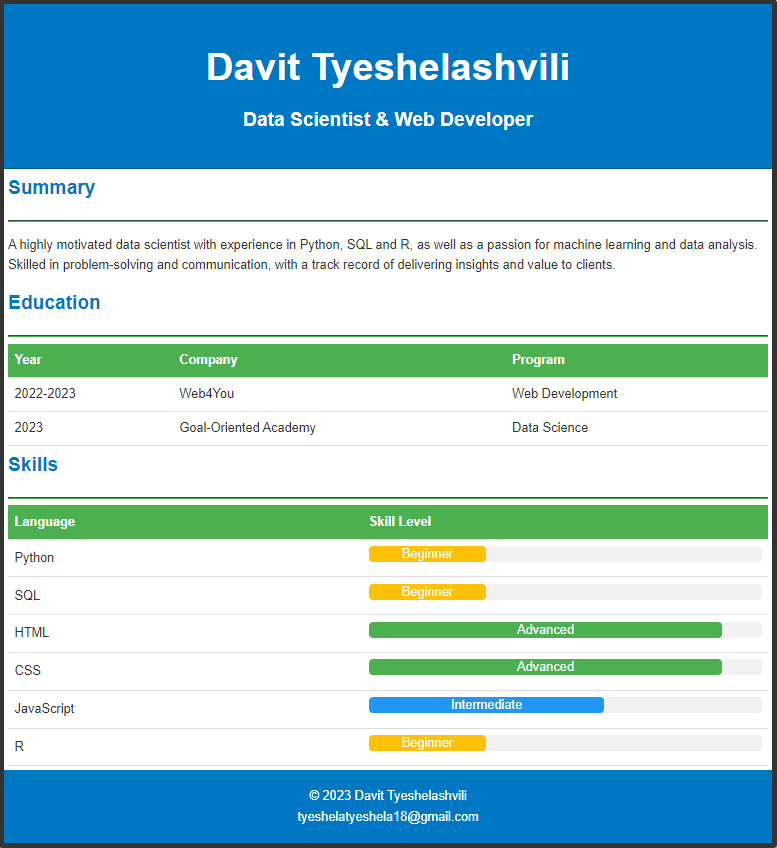 Davit Tyeshelashvili
Data Scientist & Web Developer
Summary
A highly motivated data scientist with experience in Python, SQL and R, as well as a passion for machine learning and data analysis.
Skilled in problem-solving and communication, with a track record of delivering insights and value to clients.
Education
Year Company Program
2022-2023 Web4You Web Development
2023 Goal-Oriented Academy Data Science
Skills
Language Skill Level
Python Beginner
SQL Beginner
HTML Advanced
CSS Advanced
JavaScript Intermediate
R Beginner
© 2023 Davit Tyeshelashvili
tyeshelatyeshela18@gmail.com